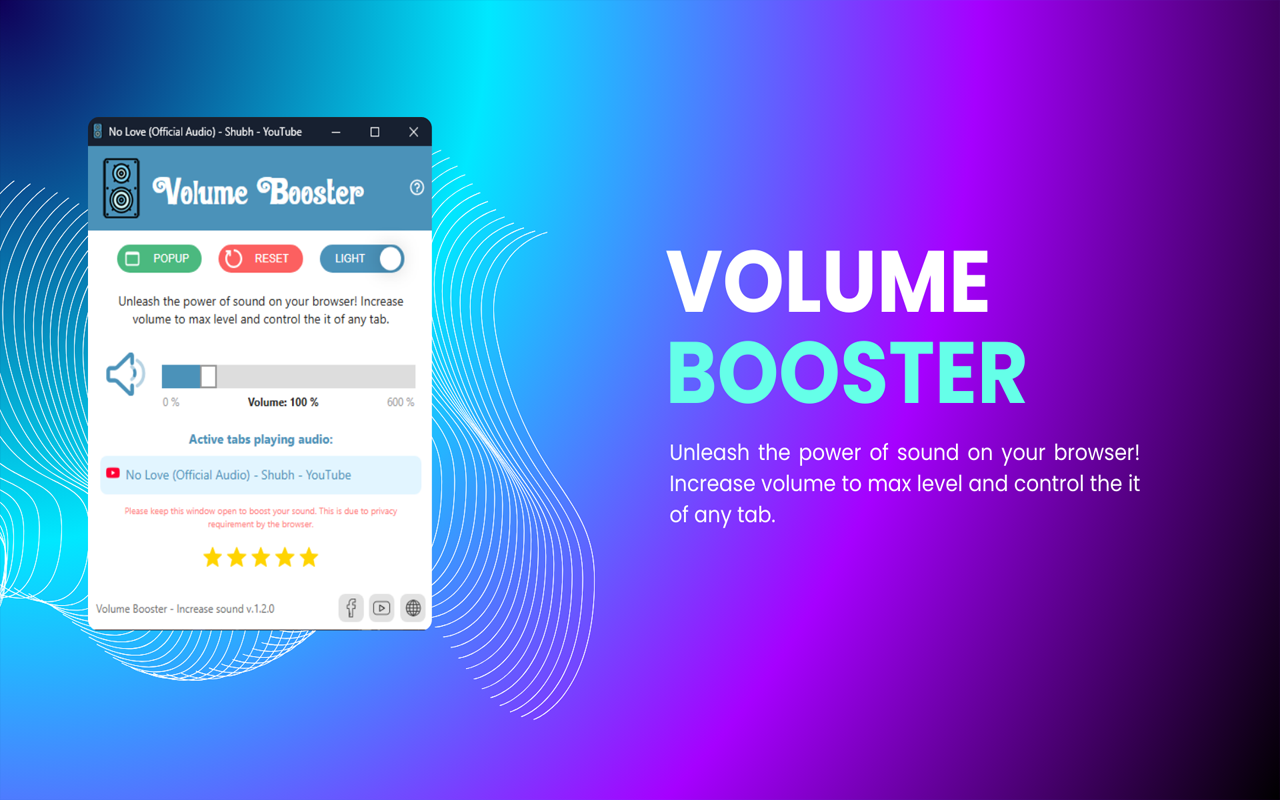 No Love (Official Audio) - Shubh - YouTube
Volume Booster
POPUP
RESET
LIGHT
Unleash the power of sound on your browser! Increase
volume to max level and control the it of any tab.
0 %
Volume: 100 %
600 %
Active tabs playing audio:
No Love (Official Audio) - Shubh - YouTube
Please keep this window open to boost your sound. This is due to privacy
requirement by the browser.
Volume Booster - Increase sound v.1.2.0
VOLUME
BOOSTER
Unleash the power of sound on your browser!
Increase volume to max level and control the it
of any tab.